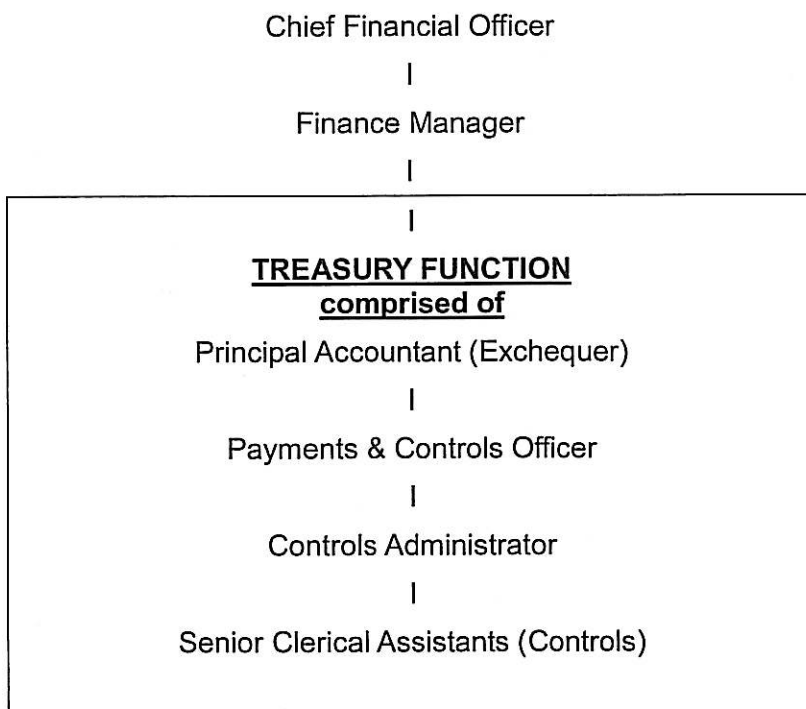 Chief Financial Officer
|
Finance Manager
|
|
TREASURY FUNCTION
comprised of
Principal Accountant (Exchequer)
|
Payments & Controls Officer
|
Controls Administrator
|
Senior Clerical Assistants (Controls)